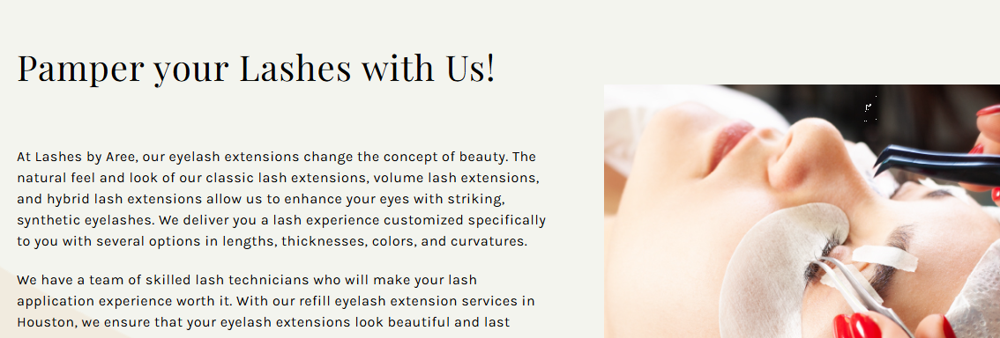 Pamper your Lashes with Us!
At Lashes by Aree, our eyelash extensions change the concept of beauty. The
natural feel and look of our classic lash extensions, volume lash extensions,
and hybrid lash extensions allow us to enhance your eyes with striking,
synthetic eyelashes. We deliver you a lash experience customized specifically
to you with several options in lengths, thicknesses, colors, and curvatures.
We have a team of skilled lash technicians who will make your lash
application experience worth it. With our refill eyelash extension services in
Houston, we ensure that your eyelash extensions look beautiful and last